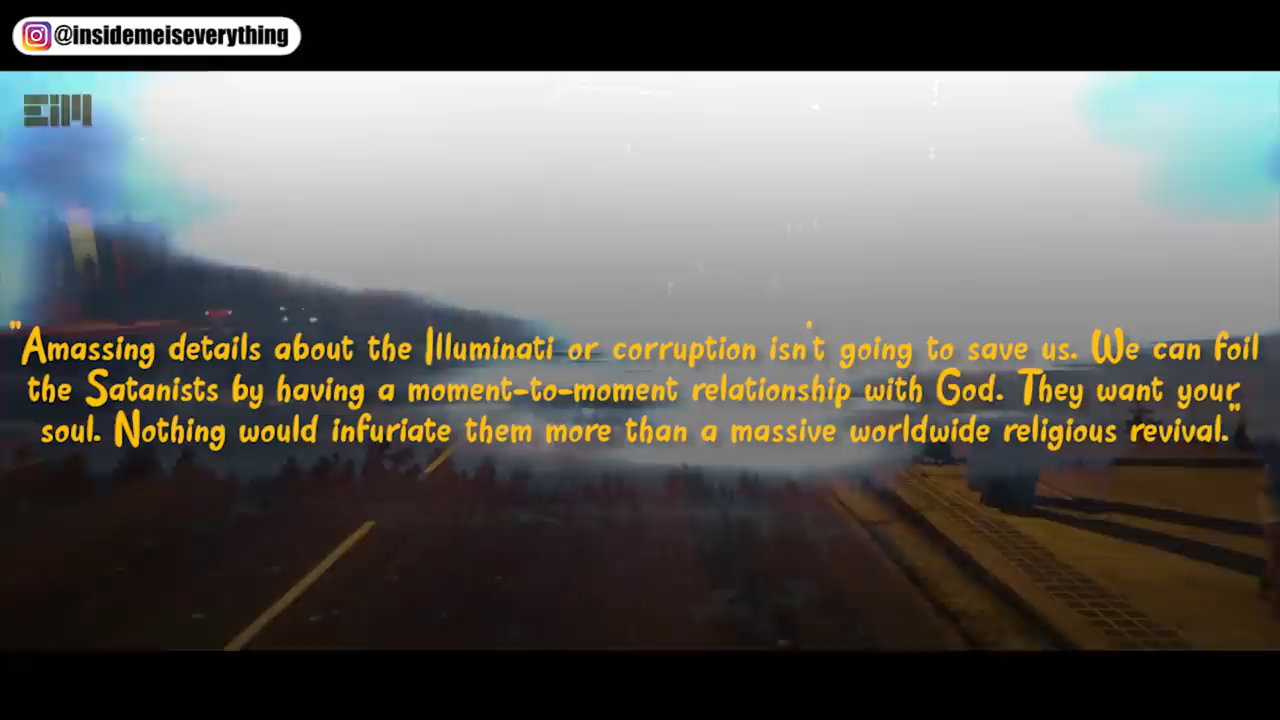 @insidemeiseverything
EiM
"Amassing details about the Illuminati or corruption isn't going to save us. We can foil
the Satanists by having a moment-to-moment relationship with God. They want your
soul. Nothing would infuriate them more than a massive worldwide religious revival."